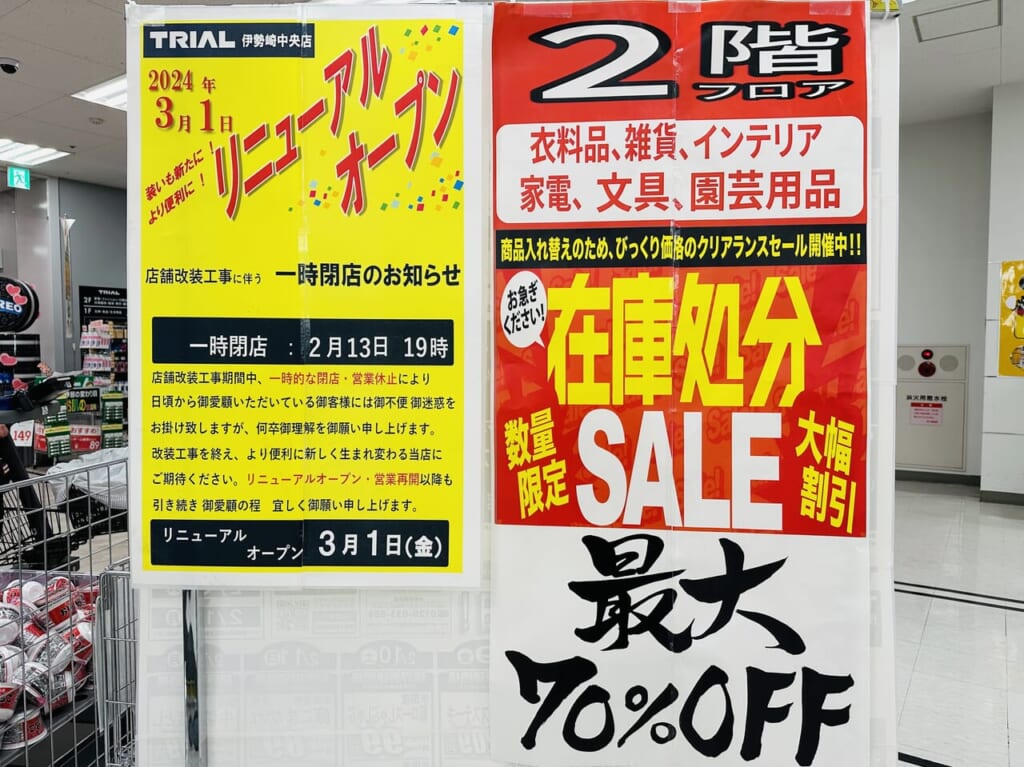 TRIAL 伊勢崎中央店
2024年
3月1日
リニューアル
オープン
装いも新たに!
より便利に!
店舗改装工事に伴う 一時閉店のお知らせ
一時閉店 : 2月13日 19時
店舗改装工事期間中、一時的な閉店・営業休止により
日頃から御愛顧いただいている御客様には御不便 御迷惑を
お掛け致しますが、何卒御理解を御願い申し上げます。
改装工事を終え、より便利に新しく生まれ変わる当店に
ご期待ください。リニューアルオープン・営業再開以降も
引き続き 御愛顧の程 宜しく御願い申し上げます。
リニューアル
オープン 3月1日(金)
2階
フロア
衣料品、雑貨、インテリア
家電、文具、園芸用品
商品入れ替えのため、びっくり価格のクリアランスセール開催中!!
お急ぎ
ください!
在庫処分
SALE
数量
限定
大幅
割引
最大
70%OFF
TRIAL
2F
1F
149
おすすめ
89
消火用散水栓